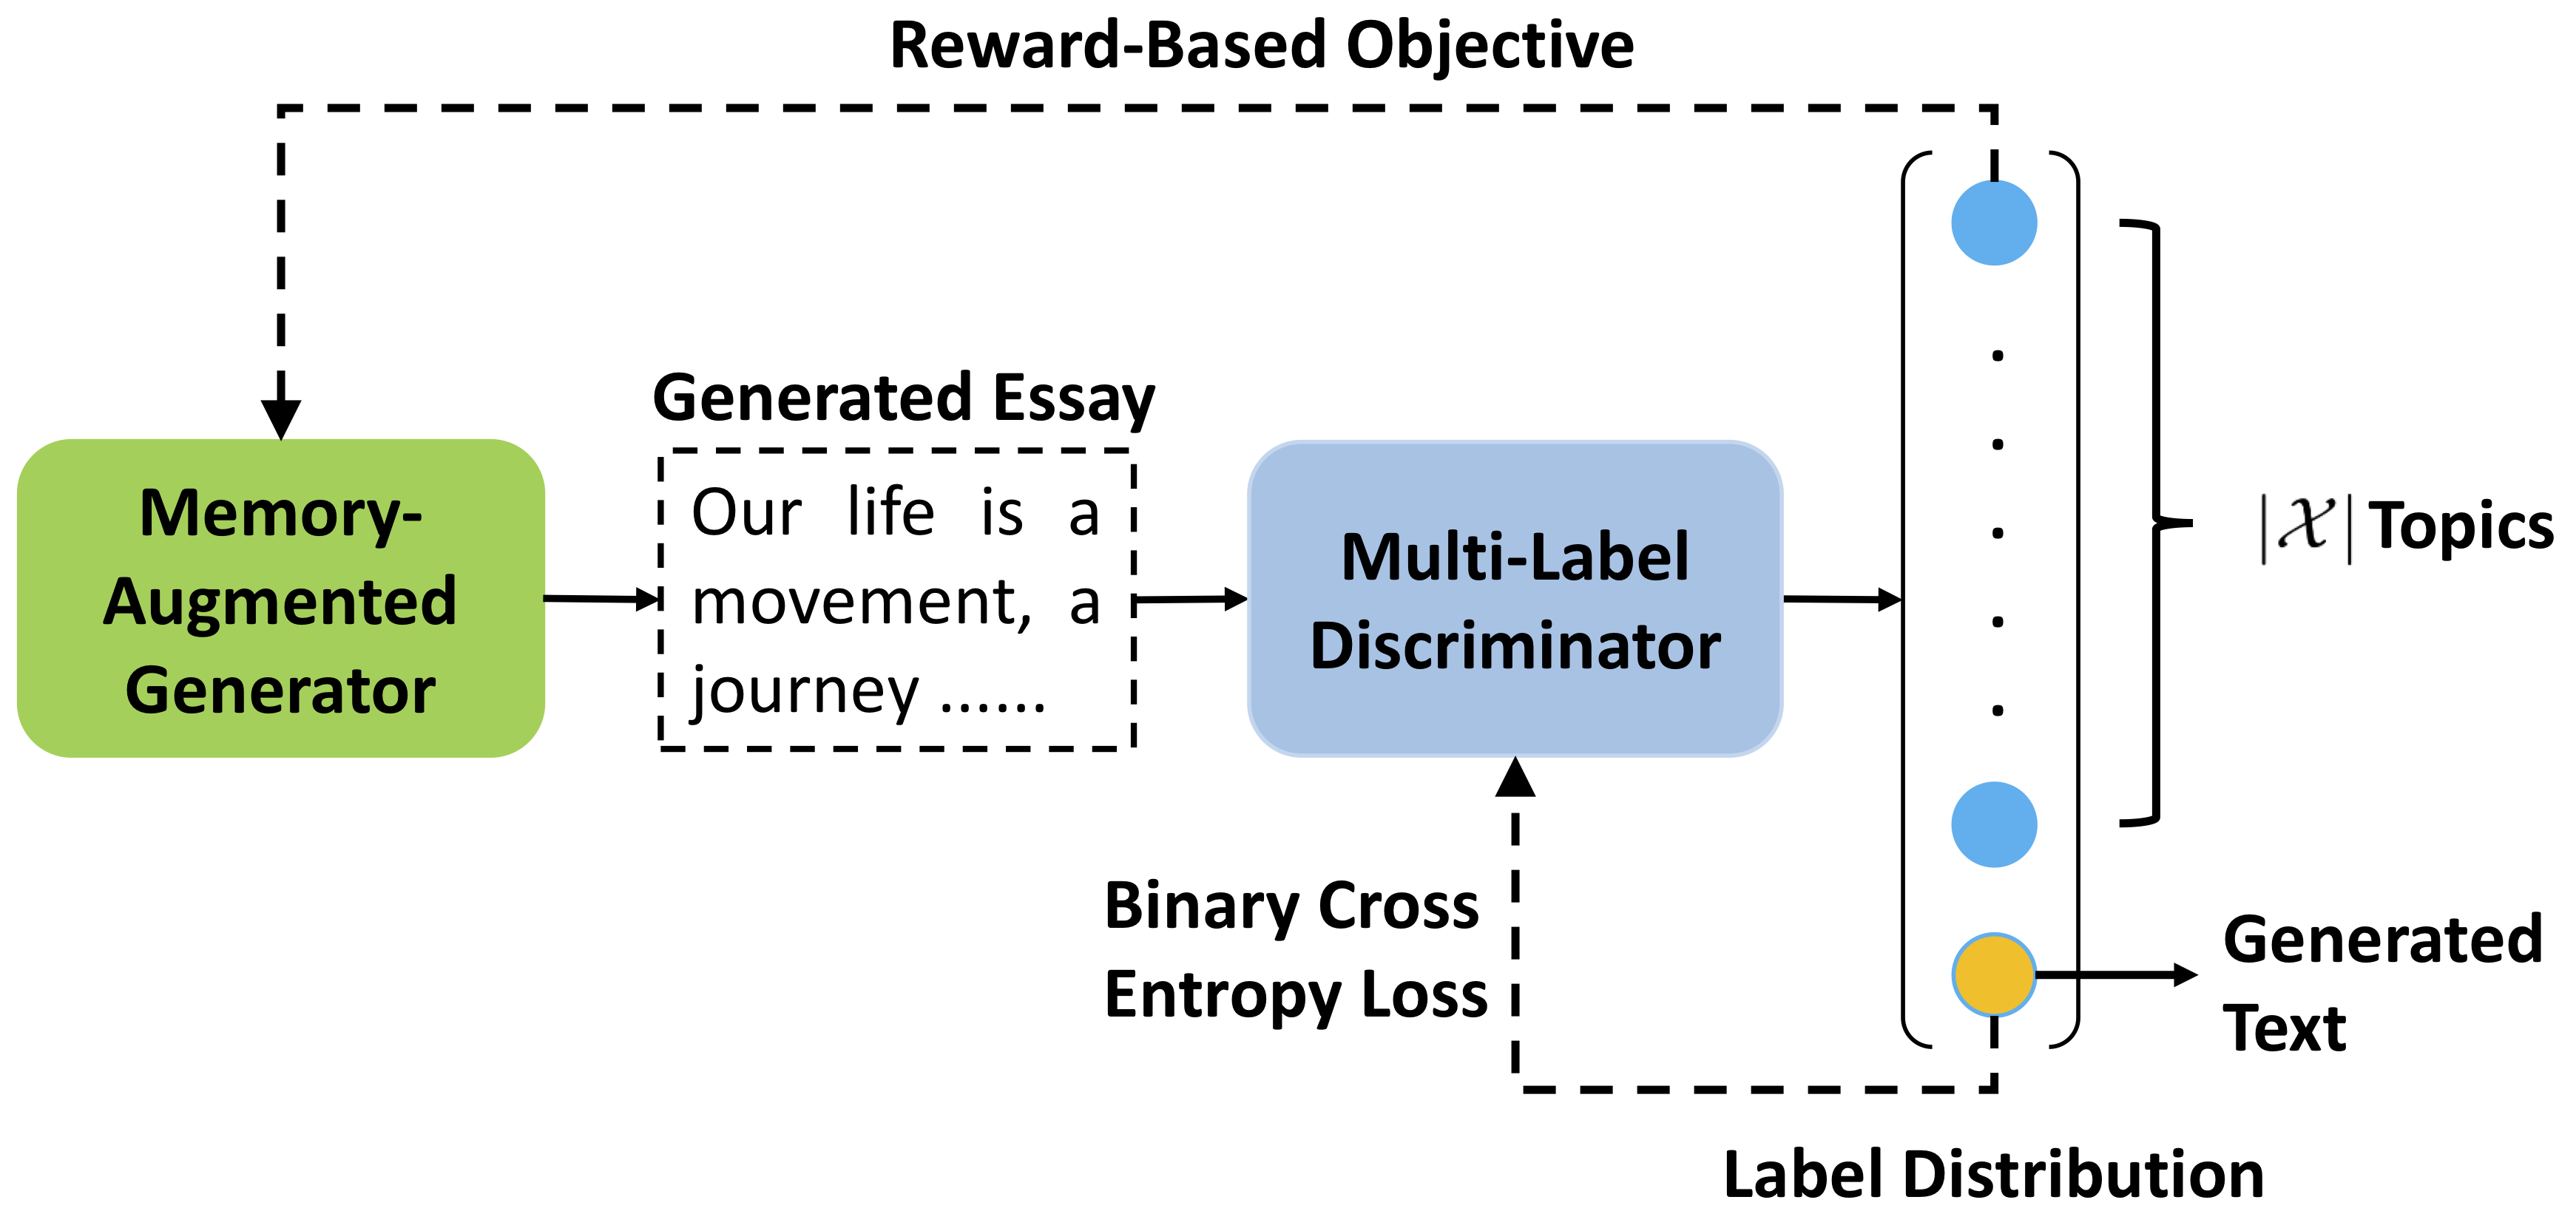 Reward-Based Objective
Generated Essay
Memory-
Augmented
Generator
Our life is a
movement, a
journey ......
Multi-Label
Discriminator
|𝒳| Topics
Binary Cross
Entropy Loss
Generated
Text
Label Distribution